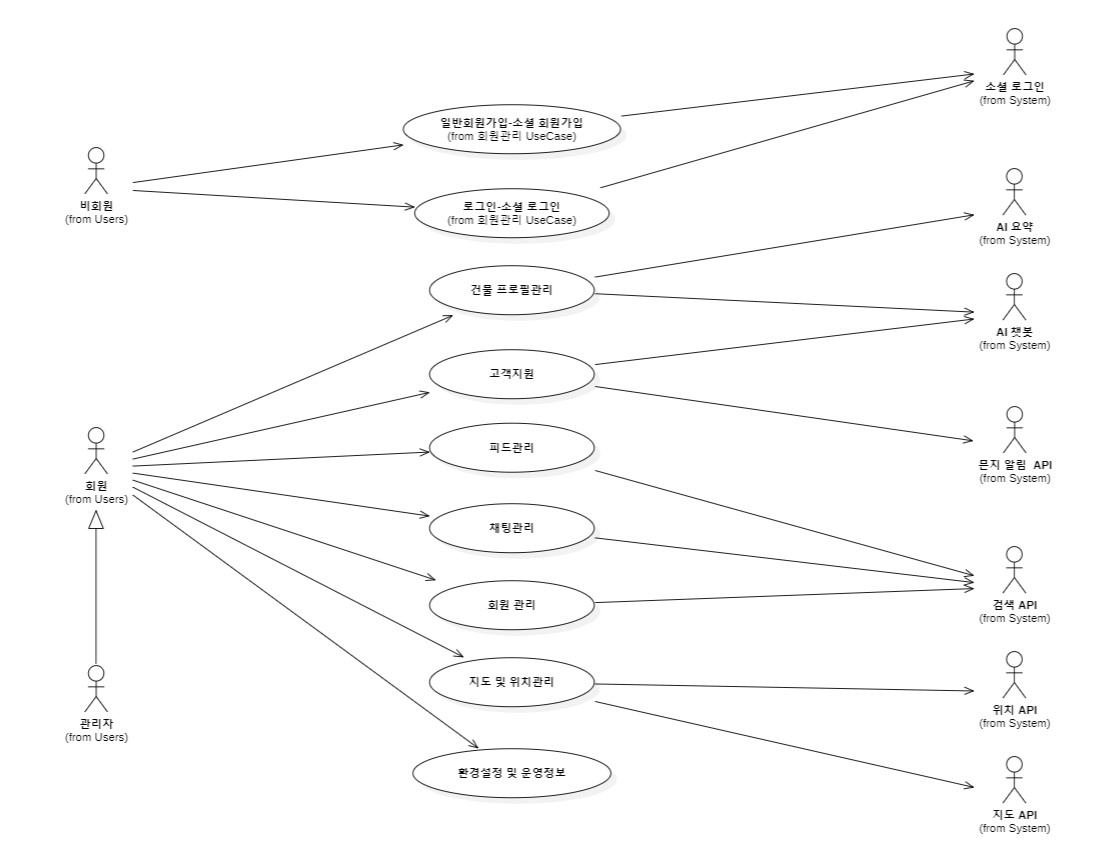 소셜 로그인
(from System)
일반회원가입-소셜 회원가입
(from 회원관리 UseCase)
비회원
(from Users)
로그인-소셜 로그인
(from 회원관리 UseCase)
AI 요약
(from System)
건물 프로필관리
AI 챗봇
(from System)
고객지원
피드관리
믄지 알림 API
(from System)
회원
(from Users)
채팅관리
검색 API
(from System)
회원 관리
지도 및 위치관리
위치 API
(from System)
관리자
(from Users)
환경설정 및 운영정보
지도 API
(from System)